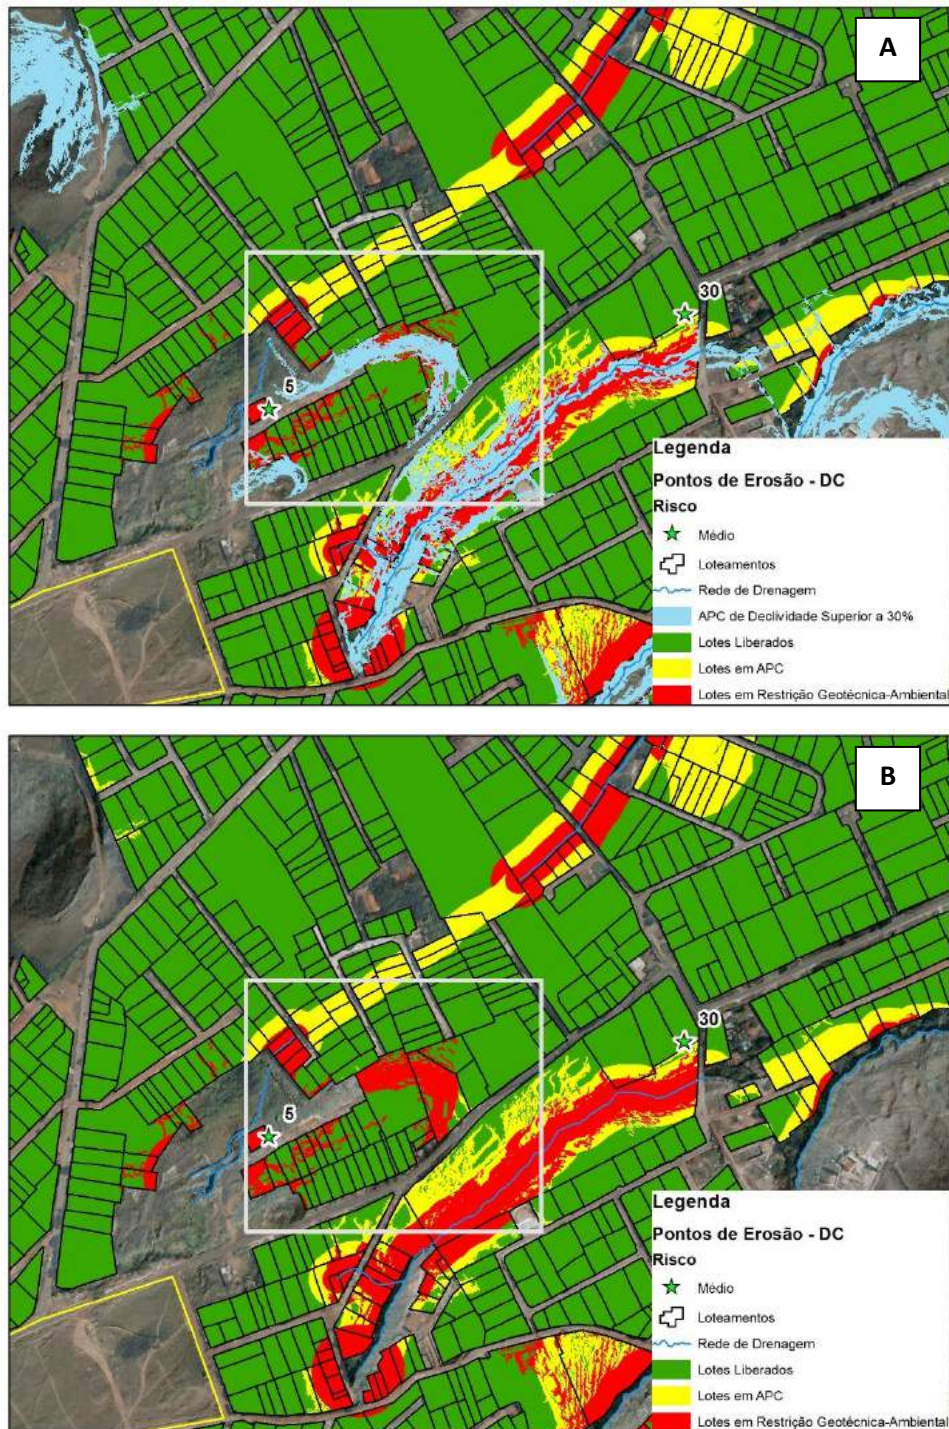 A
30
5
Legenda
Pontos de Erosão - DC
Risco
Médio
Loteamentos
Rede de Drenagem
APC de Declividade Superior a 30%
Lotes Liberados
Lotes em APC
Lotes em Restrição Geotécnica-Ambiental
B
30
5
Legenda
Pontos de Erosão - DC
Risco
Médio
Loteamentos
Rede de Drenagem
Lotes Liberados
Lotes em APC
Lotes em Restrição Geotécnica-Ambiental